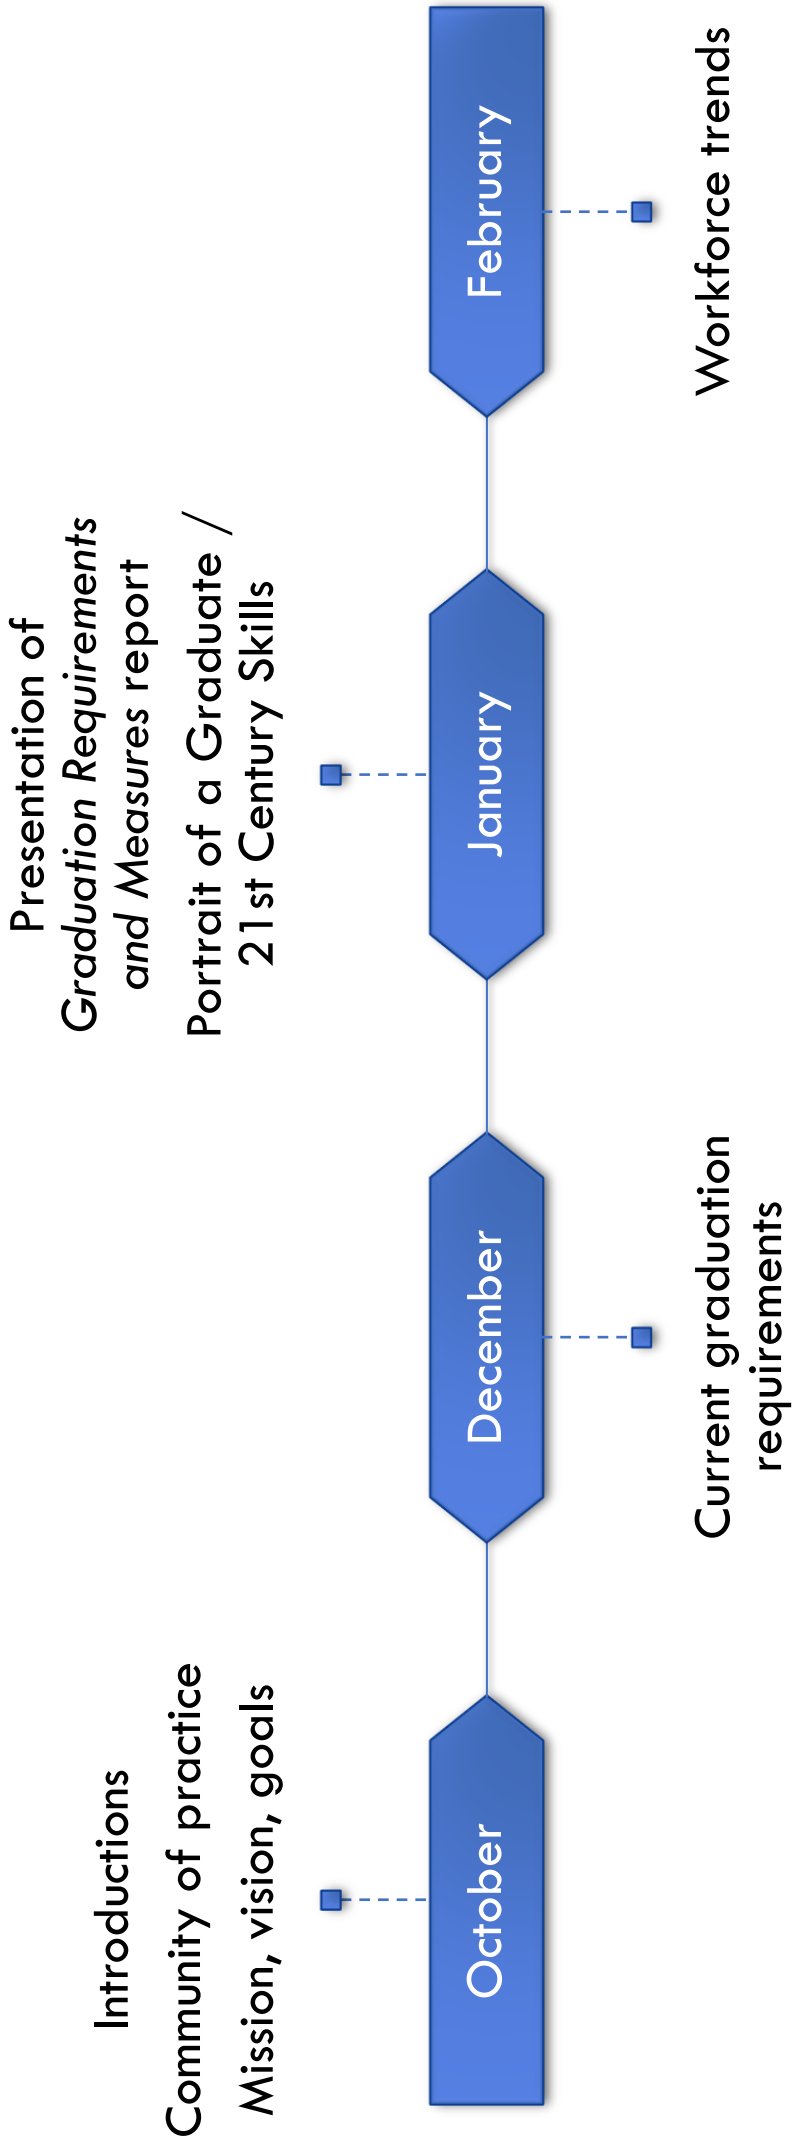 Introductions
Community of practice
Mission, vision, goals
October
December
Current graduation
requirements
Presentation of
Graduation Requirements
and Measures report
Portrait of a Graduate /
21st Century Skills
January
February
Workforce trends